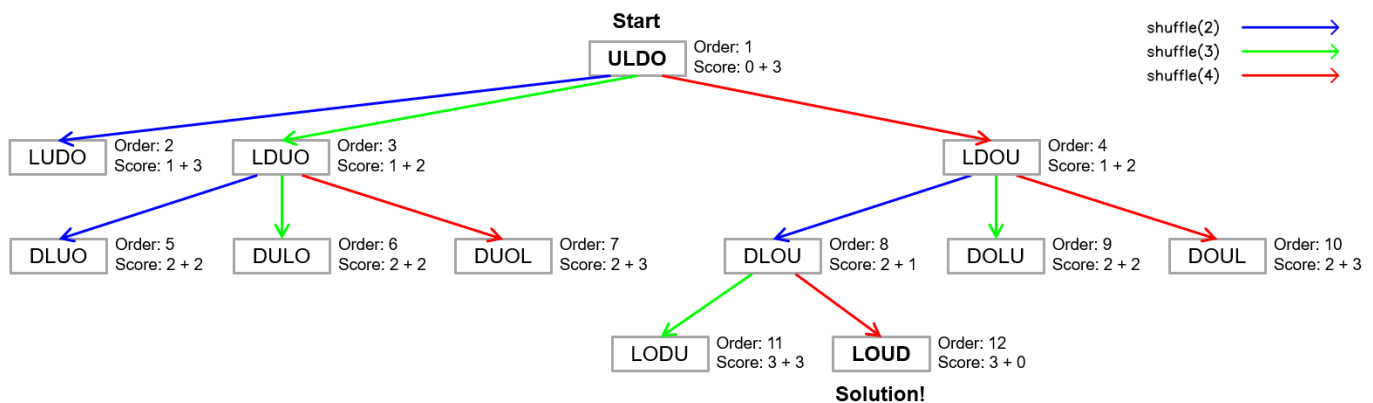 Start
ULDO
Order: 1
Score: 0 + 3
shuffle(2)
shuffle(3)
shuffle(4)
LUDO
Order: 2
Score: 1 + 3
LDUO
Order: 3
Score: 1 + 2
LDOU
Order: 4
Score: 1 + 2
DLUO
Order: 5
Score: 2 + 2
DULO
Order: 6
Score: 2 + 2
DUOL
Order: 7
Score: 2 + 3
DLOU
Order: 8
Score: 2 + 1
DOLU
Order: 9
Score: 2 + 2
DOUL
Order: 10
Score: 2 + 3
LODU
Order: 11
Score: 3 + 3
LOUD
Order: 12
Score: 3 + 0
Solution!